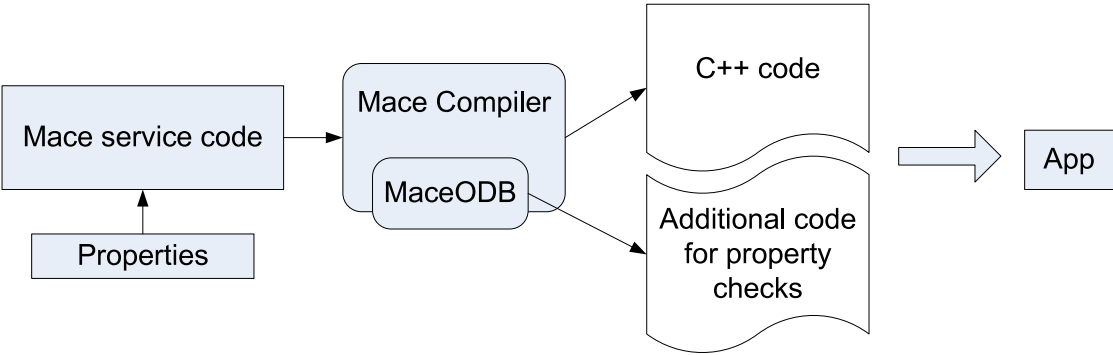 Mace service code
Properties
Mace Compiler
MaceODB
C++ code
Additional code
for property
checks
App